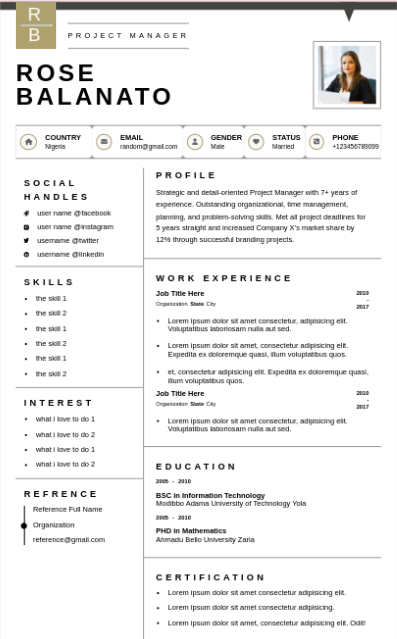 R
B
PROJECT MANAGER
ROSE
BALANATO
COUNTRY
Nigeria
EMAIL
random@gmail.com
GENDER
Male
STATUS
Married
PHONE
+123456789099
SOCIAL
HANDLES
user name @facebook
user name @instagram
username @twitter
username @linkedin
SKILLS
the skill 1
the skill 2
the skill 1
the skill 2
the skill 1
the skill 2
INTEREST
what i love to do 1
what i love to do 2
what i love to do 1
what i love to do 2
REFRENCE
Reference Full Name
Organization
reference@gmail.com
PROFILE
Strategic and detail-oriented Project Manager with 7+ years of
experience. Outstanding organizational, time management,
planning, and problem-solving skills. Met all project deadlines for
5 years straight and increased Company X's market share by
12% through successful branding projects.
WORK EXPERIENCE
Job Title Here
2010
-
2017
Organization State City
Lorem ipsum dolor sit amet consectetur, adipisicing elit.
Voluptatibus laboriosam nulla aut sed.
Lorem ipsum dolor sit amet consectetur, adipisicing elit.
Expedita ex doloremque quasi, illum voluptatibus quos.
et, consectetur adipisicing elit. Expedita ex doloremque quasi,
illum voluptatibus quos.
Job Title Here
2010
-
2017
Organization State City
Lorem ipsum dolor sit amet consectetur, adipisicing elit.
Voluptatibus laboriosam nulla aut sed.
EDUCATION
2005 - 2010
BSC in Information Technology
Modibbo Adama University of Technology Yola
2005 - 2010
PHD in Mathematics
Ahmadu Bello University Zaria
CERTIFICATION
Lorem ipsum dolor sit amet consectetur adipisicing elit.
Lorem ipsum dolor sit amet consectetur adipisicing.
Lorem ipsum dolor sit amet, consectetur adipisicing elit. Odit!